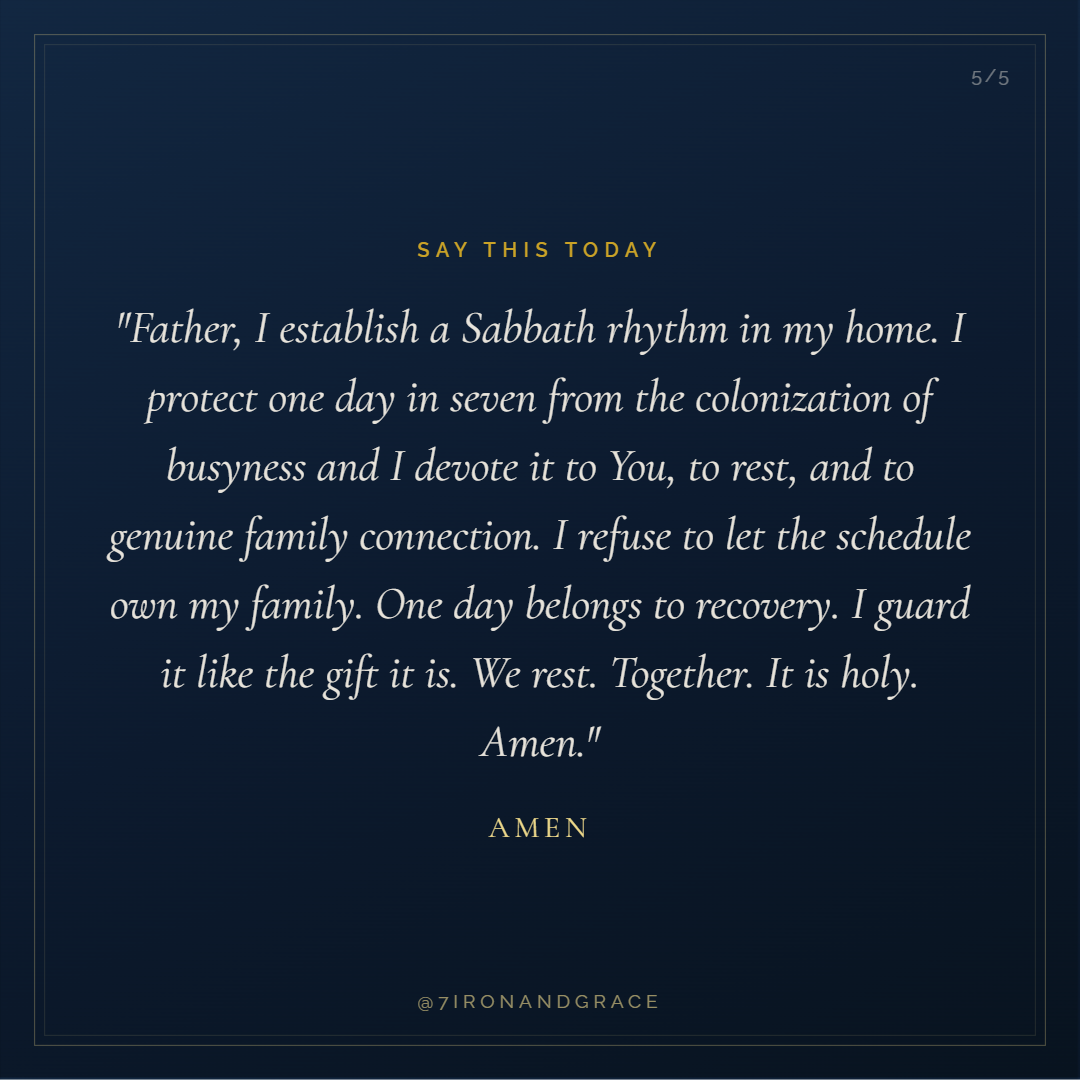 5/5
SAY THIS TODAY
"Father, I establish a Sabbath rhythm in my home. I
protect one day in seven from the colonization of
busyness and I devote it to You, to rest, and to
genuine family connection. I refuse to let the schedule
own my family. One day belongs to recovery. I guard
it like the gift it is. We rest. Together. It is holy.
Amen."
AMEN
@7IRONANDGRACE